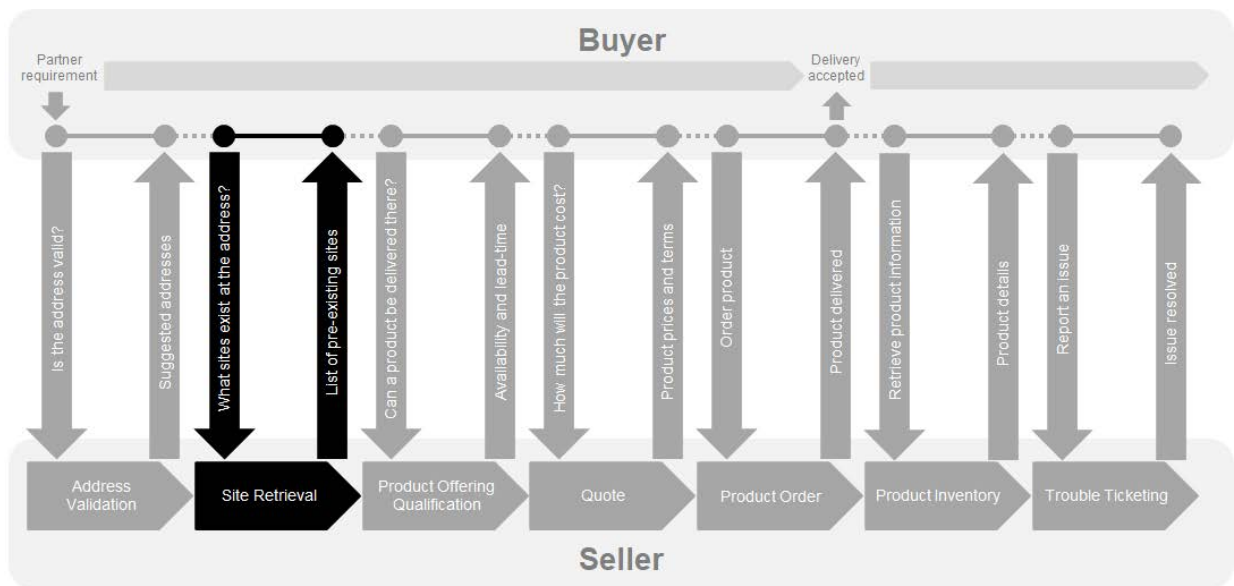 Buyer
Partner
requirement
Delivery
accepted
Is the address valid?
Suggested addresses
What sites exist at the address?
List of pre-existing sites
Can a product be delivered there?
Availability and lead-time
How much will the product cost?
Product prices and terms
Order product
Product delivered
Retrieve product information
Product details
Report an issue
Issue resolved
Address
Validation
Site Retrieval
Product Offering
Qualification
Quote
Product Order
Product Inventory
Trouble Ticketing
Seller